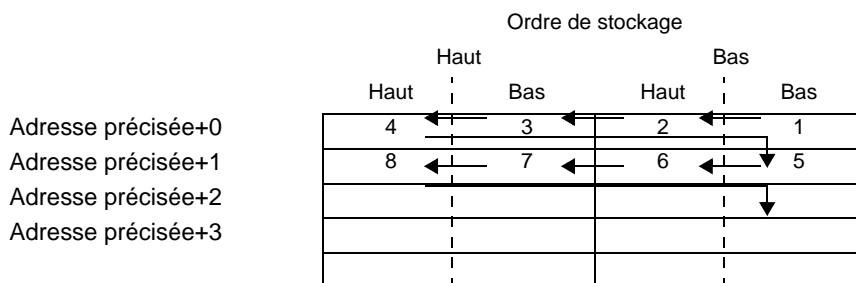 Ordre de stockage
Haut Bas
Haut Bas Haut Bas
Adresse précisée+0 4 3 2 1
Adresse précisée+1 8 7 6 5
Adresse précisée+2
Adresse précisée+3